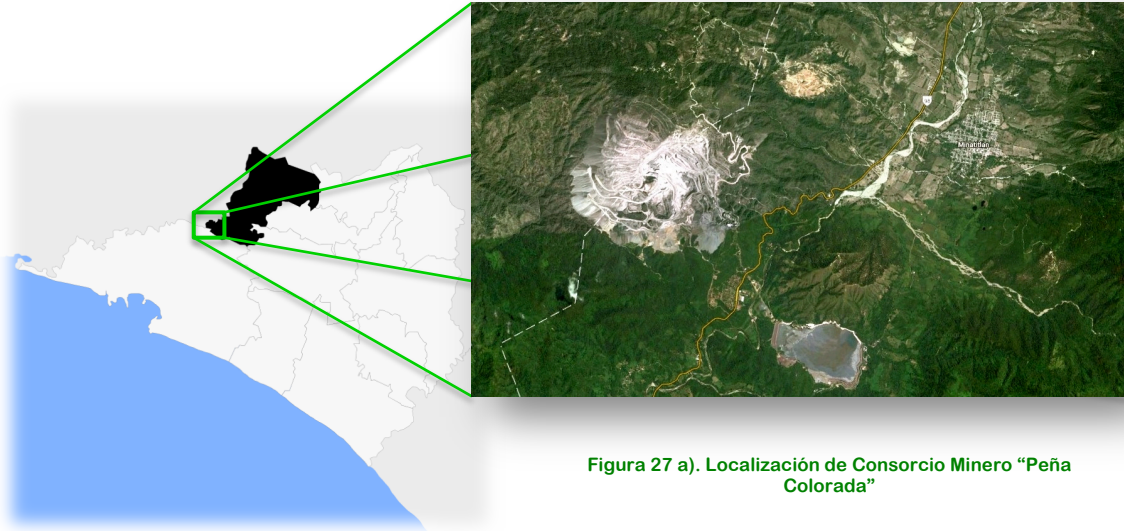 Minatitlán
Figura 27 a). Localización de Consorcio Minero “Peña
Colorada”